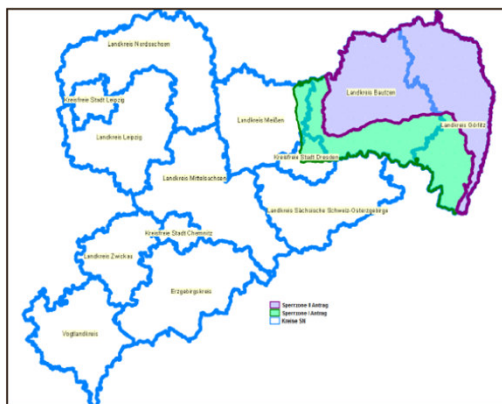 Landkreis Nordsachsen
Kreisfreie Stadt Leipzig
Landkreis Leipzig
Landkreis Meißen
Landkreis Bautzen
Landkreis Görlitz
Kreisfreie Stadt Dresden
Landkreis Mittelsachsen
Landkreis Sächsische Schweiz-Osterzgebirge
Kreisfreie Stadt Chemnitz
Landkreis Zwickau
Erzgebirgskreis
Vogtlandkreis
Sperrzone II Antrag
Sperrzone I Antrag
Kreise SN